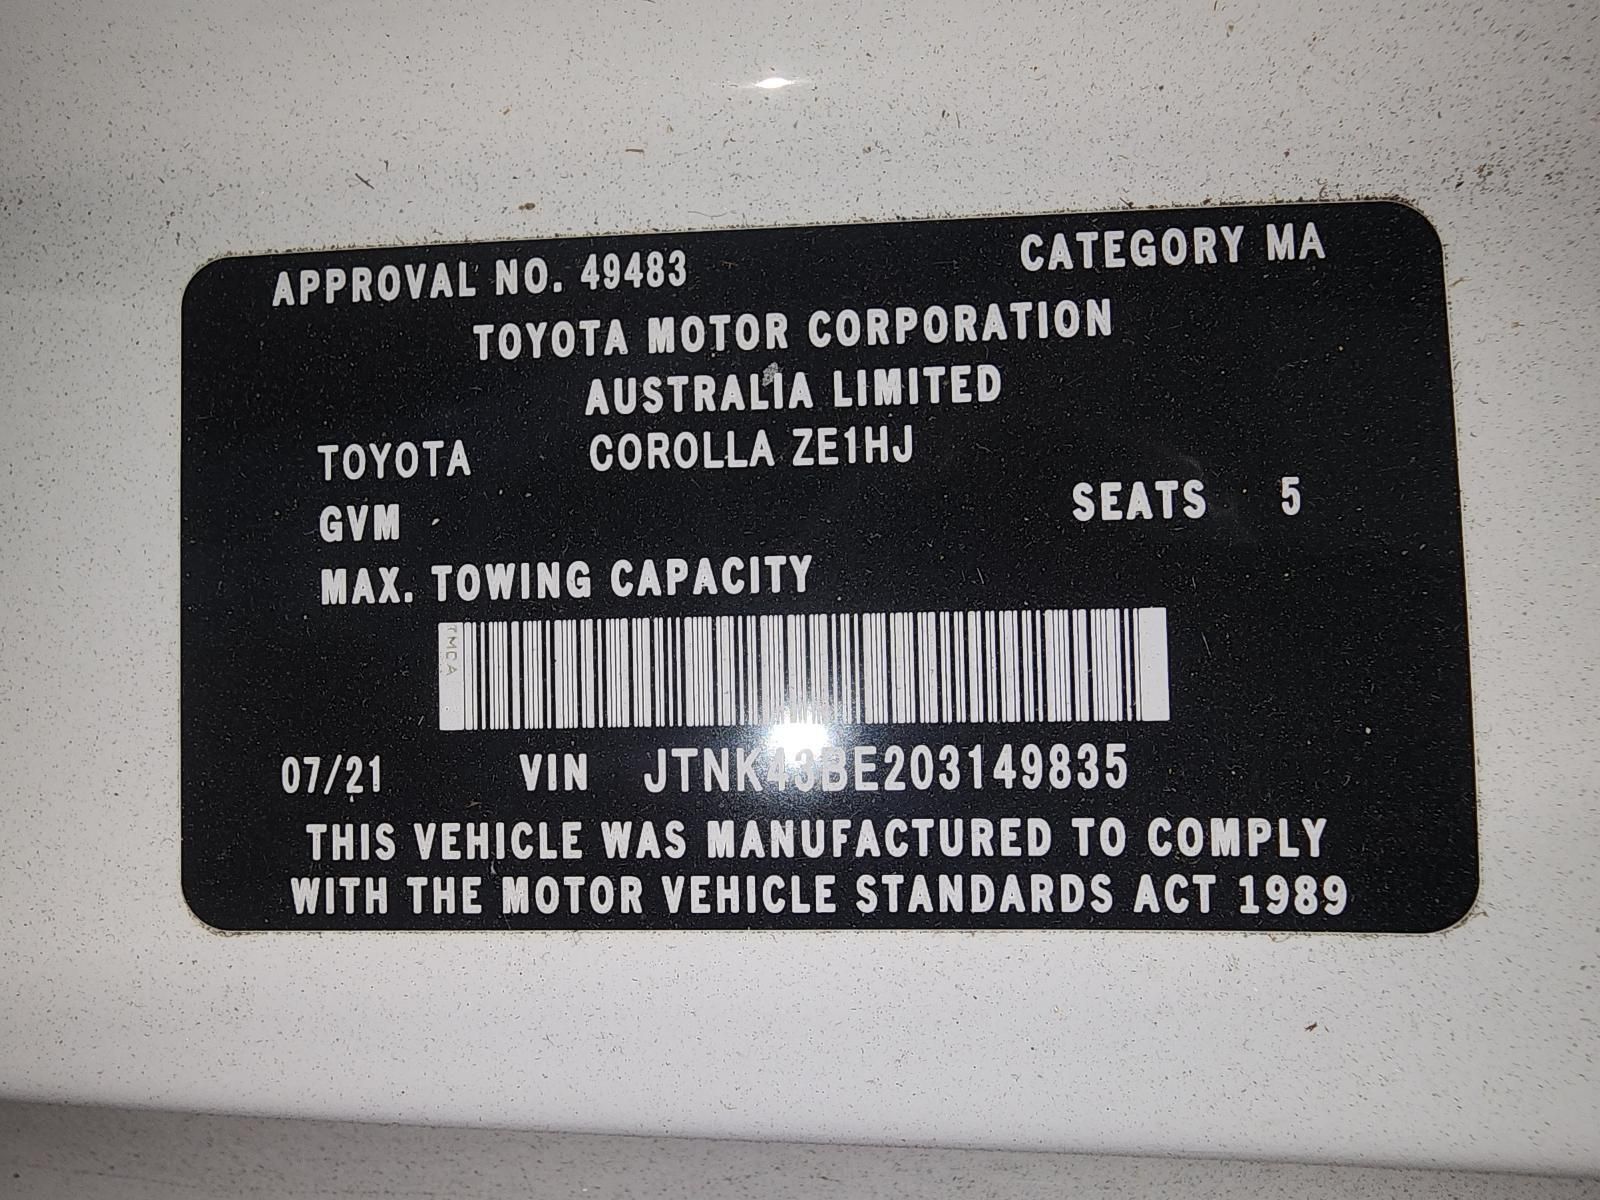 APPROVAL NO. 49483 CATEGORY MA
TOYOTA MOTOR CORPORATION
AUSTRALIA LIMITED
TOYOTA COROLLA ZE1HJ
GVM SEATS 5
MAX. TOWING CAPACITY
TMCA
07/21 VIN JTNK43BE203149835
THIS VEHICLE WAS MANUFACTURED TO COMPLY
WITH THE MOTOR VEHICLE STANDARDS ACT 1989